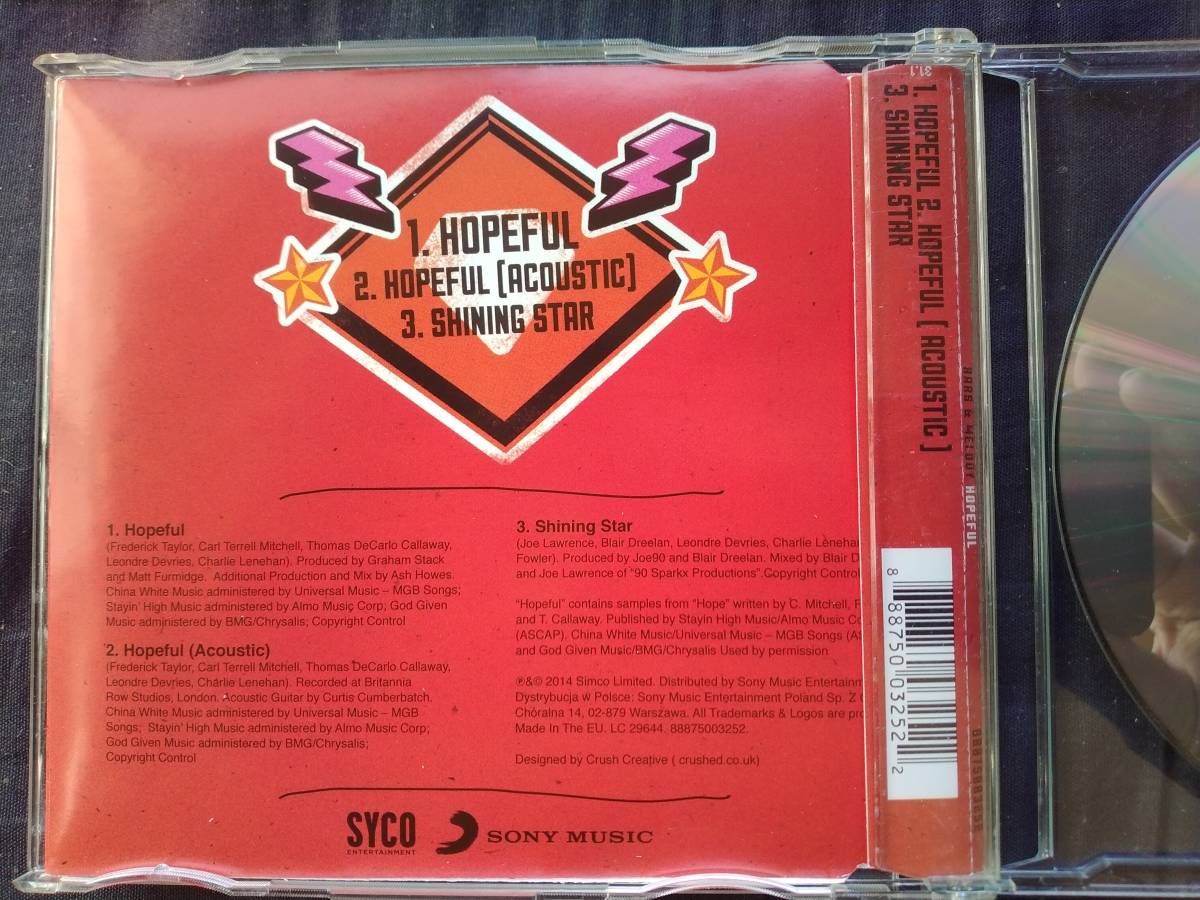 1. HOPEFUL
2. HOPEFUL (ACOUSTIC)
3. SHINING STAR
1. Hopeful
(Frederick Taylor, Carl Terrell Mitchell, Thomas DeCarlo Callaway,
Leondre Devries, Charlie Lenehan). Produced by Graham Stack
and Matt Furmidge. Additional Production and Mix by Ash Howes.
China White Music administered by Universal Music – MGB Songs;
Stayin' High Music administered by Almo Music Corp; God Given
Music administered by BMG/Chrysalis; Copyright Control
2. Hopeful (Acoustic)
(Frederick Taylor, Carl Terrell Mitchell, Thomas DeCarlo Callaway,
Leondre Devries, Charlie Lenehan). Recorded at Britannia
Row Studios, London. Acoustic Guitar by Curtis Cumberbatch.
China White Music administered by Universal Music – MGB
Songs; Stayin' High Music administered by Almo Music Corp;
God Given Music administered by BMG/Chrysalis;
Copyright Control
3. Shining Star
(Joe Lawrence, Blair Dreelan, Leondre Devries, Charlie Lenehan
Fowler). Produced by Joe90 and Blair Dreelan. Mixed by Blair D
and Joe Lawrence of "90 Sparkx Productions".Copyright Control
"Hopeful" contains samples from "Hope" written by C. Mitchell, F
and T. Callaway. Published by Stayin High Music/Almo Music Co
(ASCAP). China White Music/Universal Music – MGB Songs (AS
and God Given Music/BMG/Chrysalis Used by permission
℗&© 2014 Simco Limited. Distributed by Sony Music Entertainm
Dystrybucja w Polsce: Sony Music Entertainment Poland Sp. Z
Chóralna 14, 02-879 Warszawa. All Trademarks & Logos are pro
Made In The EU. LC 29644. 88875003252.
Designed by Crush Creative ( crushed.co.uk)
SYCO
ENTERTAINMENT
SONY MUSIC
31.1
1. HOPEFUL 2. HOPEFUL ( ACOUSTIC )
3. SHINING STAR
BARS & MELODY HOPEFUL
8 88750 03252 2